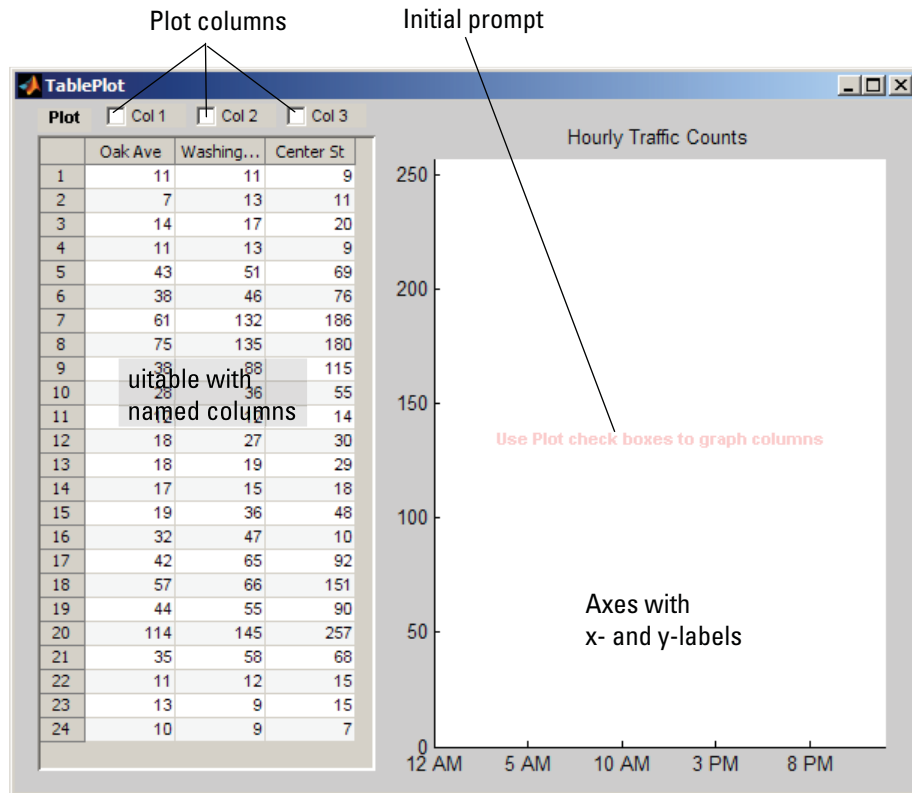 Plot columns
Initial prompt
TablePlot
Plot Col 1 Col 2 Col 3
Hourly Traffic Counts
Oak Ave Washing... Center St
1 11 11 9
2 7 13 11
3 14 17 20
4 11 13 9
5 43 51 69
6 38 46 76
7 61 132 186
8 75 135 180
9 38 88 115
10 28 36 55
11 12 12 14
12 18 27 30
13 18 19 29
14 17 15 18
15 19 36 48
16 32 47 10
17 42 65 92
18 57 66 151
19 44 55 90
20 114 145 257
21 35 58 68
22 11 12 15
23 13 9 15
24 10 9 7
uitable with
named columns
250
200
150
Use Plot check boxes to graph columns
100
Axes with
x- and y-labels
50
0
12 AM 5 AM 10 AM 3 PM 8 PM